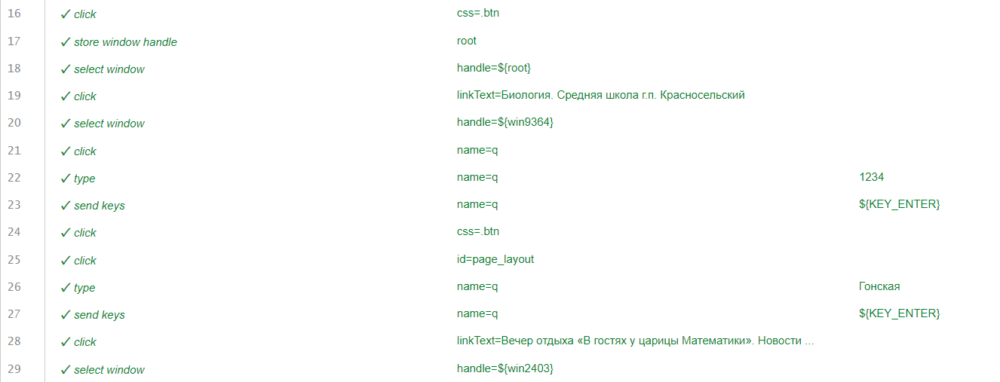 16 ✓ click css=.btn
17 ✓ store window handle root
18 ✓ select window handle=${root}
19 ✓ click linkText=Биология. Средняя школа г.п. Красносельский
20 ✓ select window handle=${win9364}
21 ✓ click name=q
22 ✓ type name=q 1234
23 ✓ send keys name=q ${KEY_ENTER}
24 ✓ click css=.btn
25 ✓ click id=page_layout
26 ✓ type name=q Гонская
27 ✓ send keys name=q ${KEY_ENTER}
28 ✓ click linkText=Вечер отдыха «В гостях у царицы Математики». Новости ...
29 ✓ select window handle=${win2403}